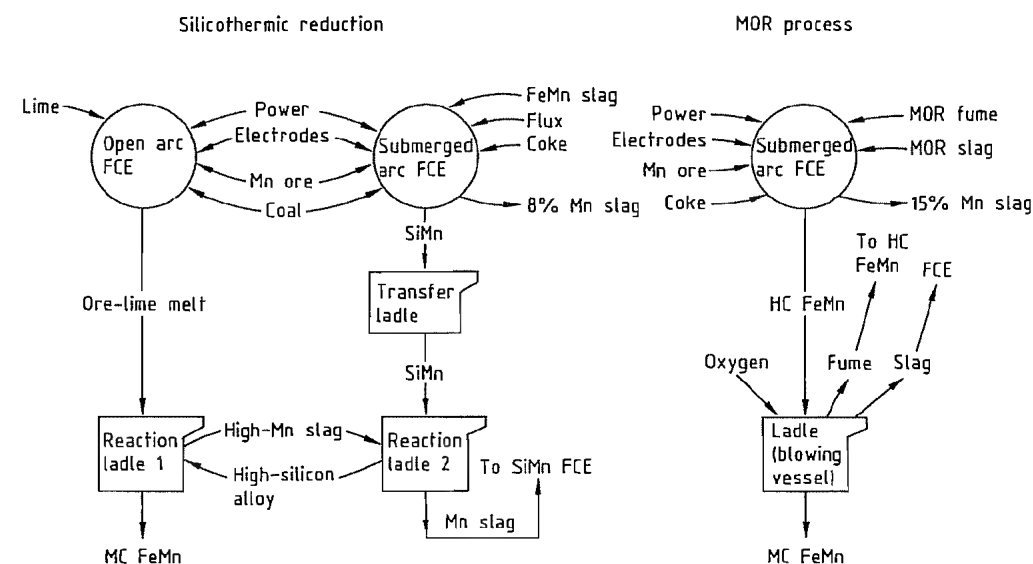 Silicothermic reduction
MOR process
Lime
Open arc
FCE
Power
Electrodes
Mn ore
Coal
Submerged
arc FCE
FeMn slag
Flux
Coke
8% Mn slag
SiMn
Transfer
ladle
SiMn
Ore-lime melt
Reaction
ladle 1
High-Mn slag
High-silicon
alloy
Reaction
ladle 2
To SiMn FCE
Mn slag
MC FeMn
Power
Electrodes
Mn ore
Coke
Submerged
arc FCE
MOR fume
MOR slag
15% Mn slag
To HC
FeMn
FCE
HC FeMn
Oxygen
Fume
Slag
Ladle
(blowing
vessel)
MC FeMn